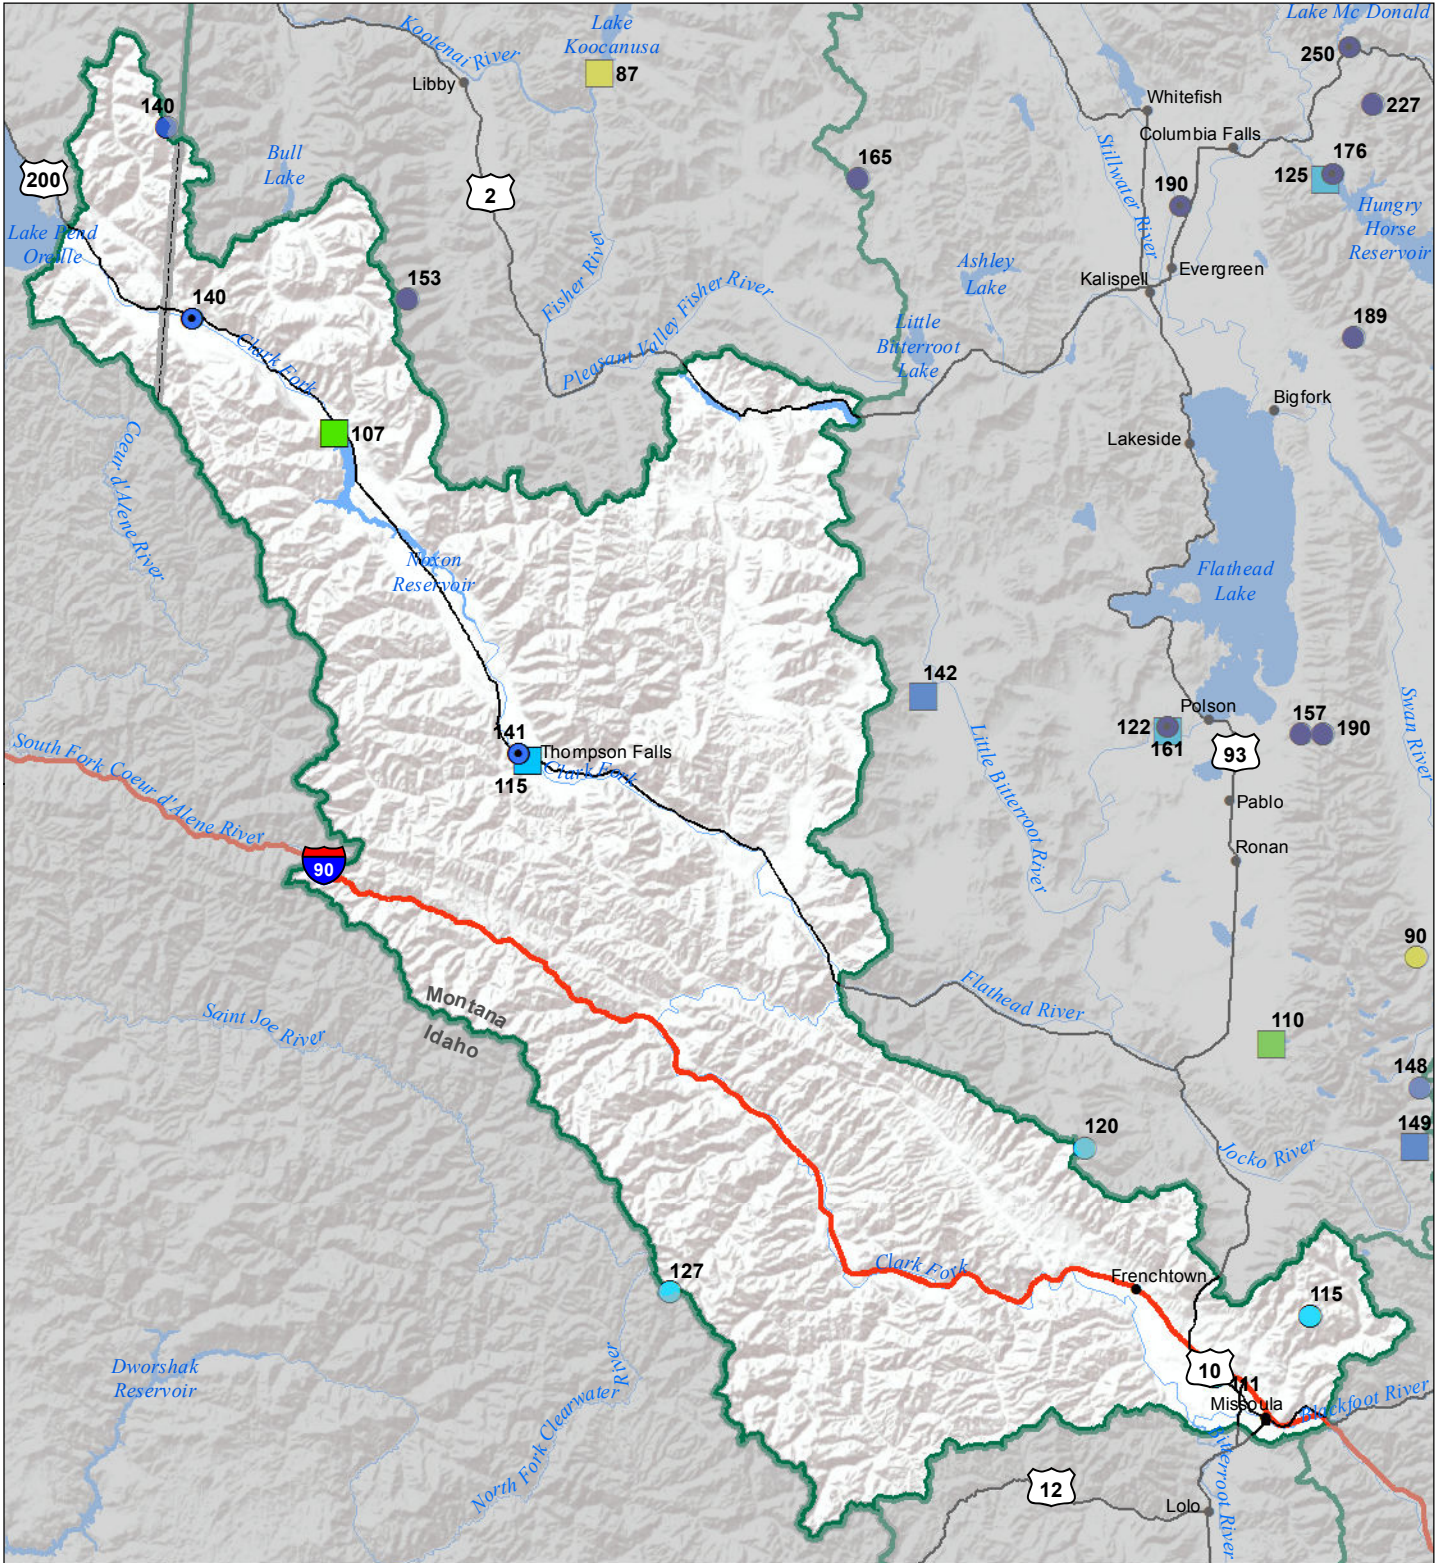 Lake Mc Donald
250
Kootenai River
Lake
Koocanusa
87
Libby
227
Whitefish
140
Columbia Falls
Bull
Lake
165
176
125
200
2
Stillwater River
190
Hungry
Horse
Reservoir
Lake Pend
Oreille
Fisher River
Ashley
Lake
Evergreen
Kalispell
153
140
Pleasant Valley Fisher River
Little
Bitterroot
Lake
189
Clark Fork
Bigfork
107
Lakeside
Coeur d'Alene River
Noxon
Reservoir
Flathead
Lake
142
Swan River
Polson
141
Thompson Falls
122
161
157
190
93
South Fork Coeur d'Alene River
Clark Fork
115
Little Bitterroot River
Pablo
Ronan
90
90
Montana
Idaho
Saint Joe River
Flathead River
110
148
120
149
Jocko River
127
Clark Fork
Frenchtown
115
Dworshak
Reservoir
10
111
Missoula
Blackfoot River
North Fork Clearwater River
Bitterroot River
12
Lolo